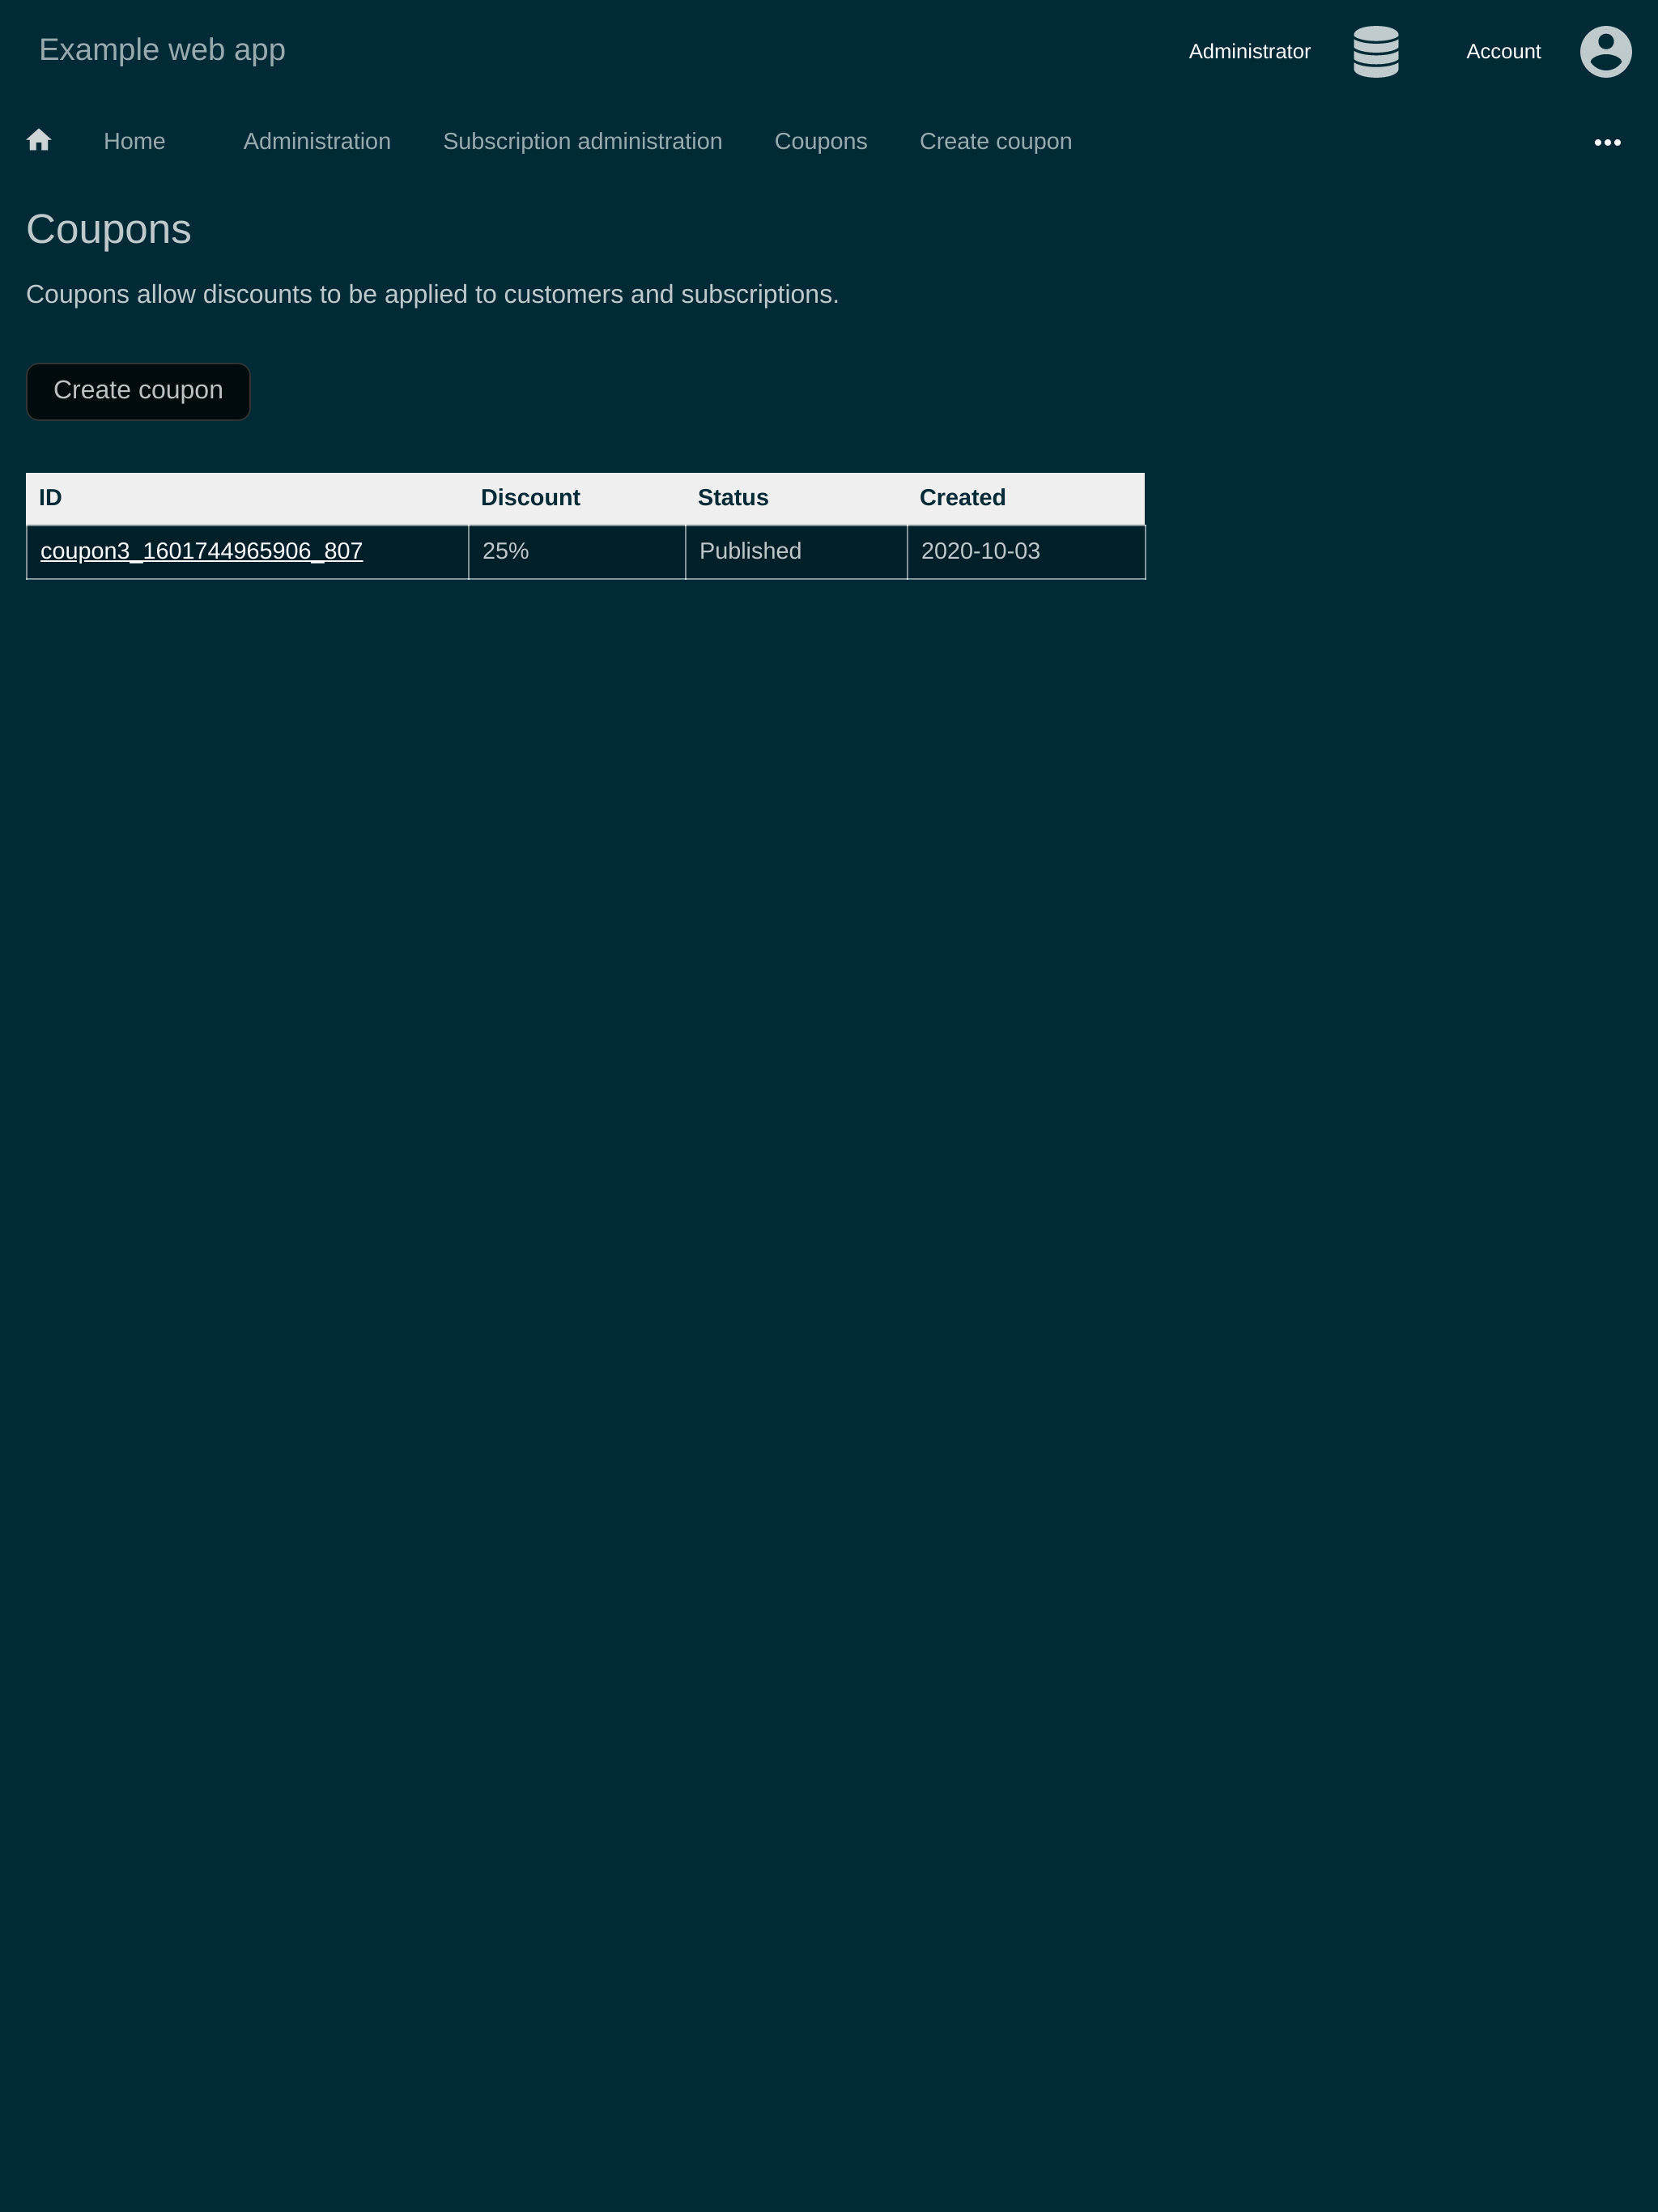 Example web app
Administrator
Account
Home
Administration
Subscription administration
Coupons
Create coupon
Coupons
Coupons allow discounts to be applied to customers and subscriptions.
Create coupon
ID Discount Status Created
coupon3_1601744965906_807 25% Published 2020-10-03